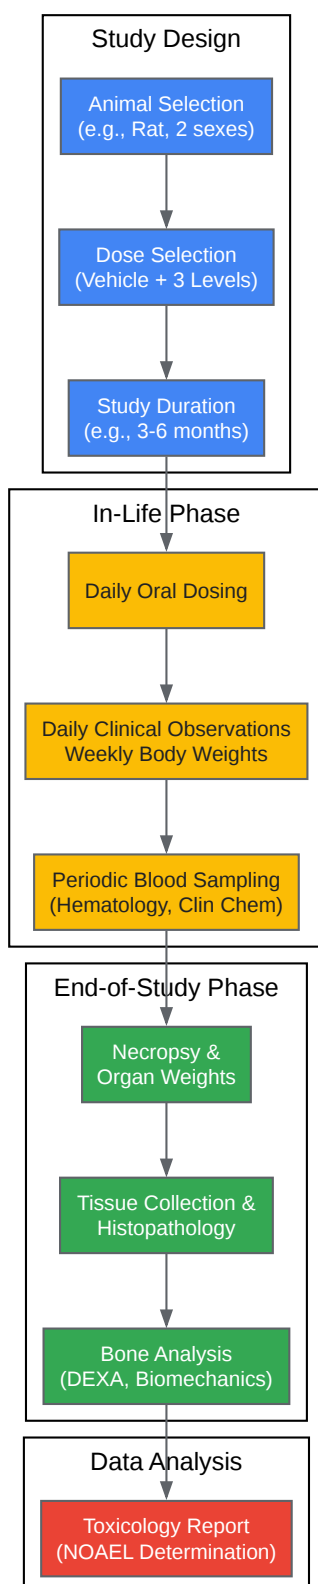 Study Design
Animal Selection
(e.g., Rat, 2 sexes)
Dose Selection
(Vehicle + 3 Levels)
Study Duration
(e.g., 3-6 months)
In-Life Phase
Daily Oral Dosing
Daily Clinical Observations
Weekly Body Weights
Periodic Blood Sampling
(Hematology, Clin Chem)
End-of-Study Phase
Necropsy &
Organ Weights
Tissue Collection &
Histopathology
Bone Analysis
(DEXA, Biomechanics)
Data Analysis
Toxicology Report
(NOAEL Determination)